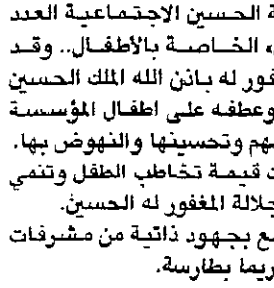 ة الحسين الاجتماعية العدد
الخاصة بالأطفال.. وقد
فور له باذن الله الملك الحسين
وعطفه على اطفال المؤسسة
هم وتحسينها والنهوض بها.
ت قيمة تخاطب الطفل وتنمي
جلالة المغفور له الحسين.
ع بجهود ذاتية من مشرفات
ريما بطارسة.